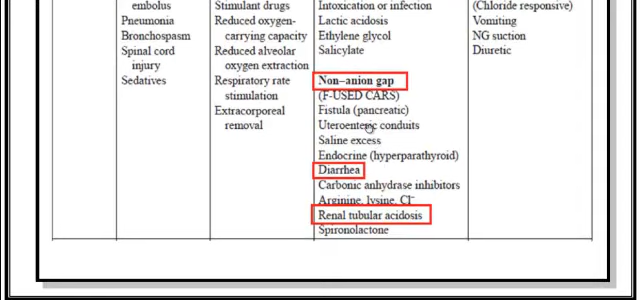 embolus
Pneumonia
Bronchospasm
Spinal cord
injury
Sedatives
Stimulant drugs
Reduced oxygen-
carrying capacity
Reduced alveolar
oxygen extraction
Respiratory rate
stimulation
Extracorporeal
removal
Intoxication or infection
Lactic acidosis
Ethylene glycol
Salicylate
Non–anion gap
(F-USED CARS)
Fistula (pancreatic)
Uteroenteric conduits
Saline excess
Endocrine (hyperparathyroid)
Diarrhea
Carbonic anhydrase inhibitors
Arginine, lysine, Cl⁻
Renal tubular acidosis
Spironolactone
(Chloride responsive)
Vomiting
NG suction
Diuretic